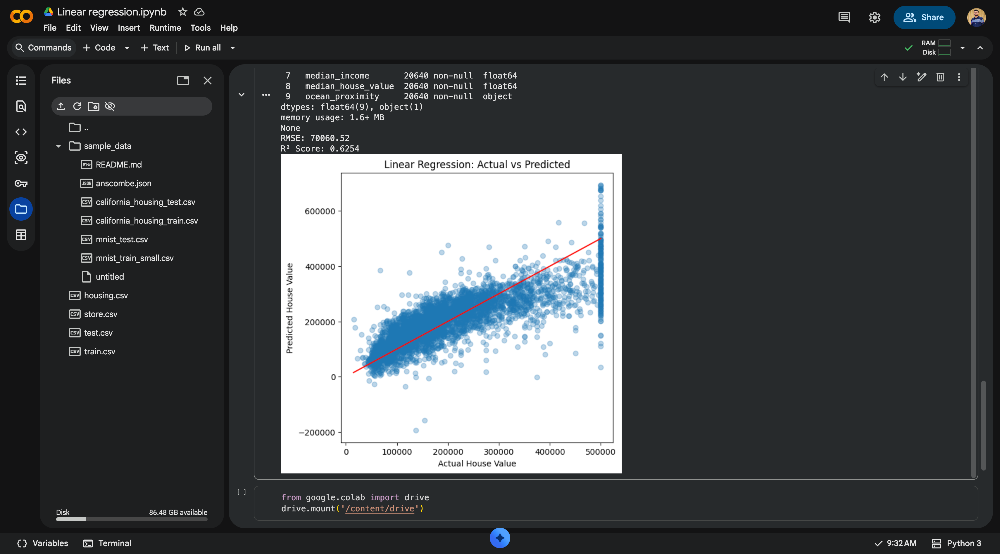 Linear regression.ipynb
File Edit View Insert Runtime Tools Help
Share
Commands + Code + Text Run all
RAM
Disk
Files
..
sample_data
README.md
anscombe.json
california_housing_test.csv
california_housing_train.csv
mnist_test.csv
mnist_train_small.csv
untitled
housing.csv
store.csv
test.csv
train.csv
Disk 86.48 GB available
7 median_income 20640 non-null float64
8 median_house_value 20640 non-null float64
9 ocean_proximity 20640 non-null object
dtypes: float64(9), object(1)
memory usage: 1.6+ MB
None
RMSE: 70060.52
R² Score: 0.6254
Linear Regression: Actual vs Predicted
Predicted House Value
600000
400000
200000
0
−200000
0 100000 200000 300000 400000 500000
Actual House Value
[ ]
from google.colab import drive
drive.mount('/content/drive')
Variables Terminal
9:32 AM Python 3